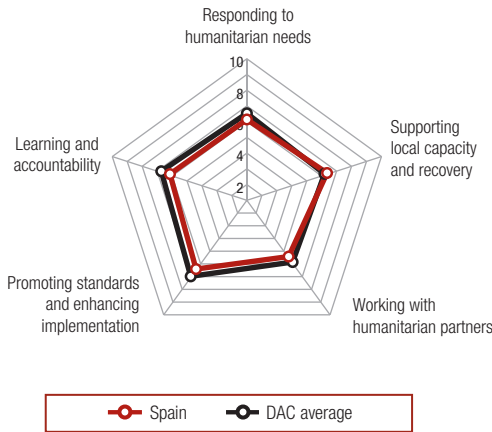 Responding to
humanitarian needs
10
8
6
4
2
Supporting
local capacity
and recovery
Learning and
accountability
Promoting standards
and enhancing
implementation
Working with
humanitarian partners
Spain
DAC average